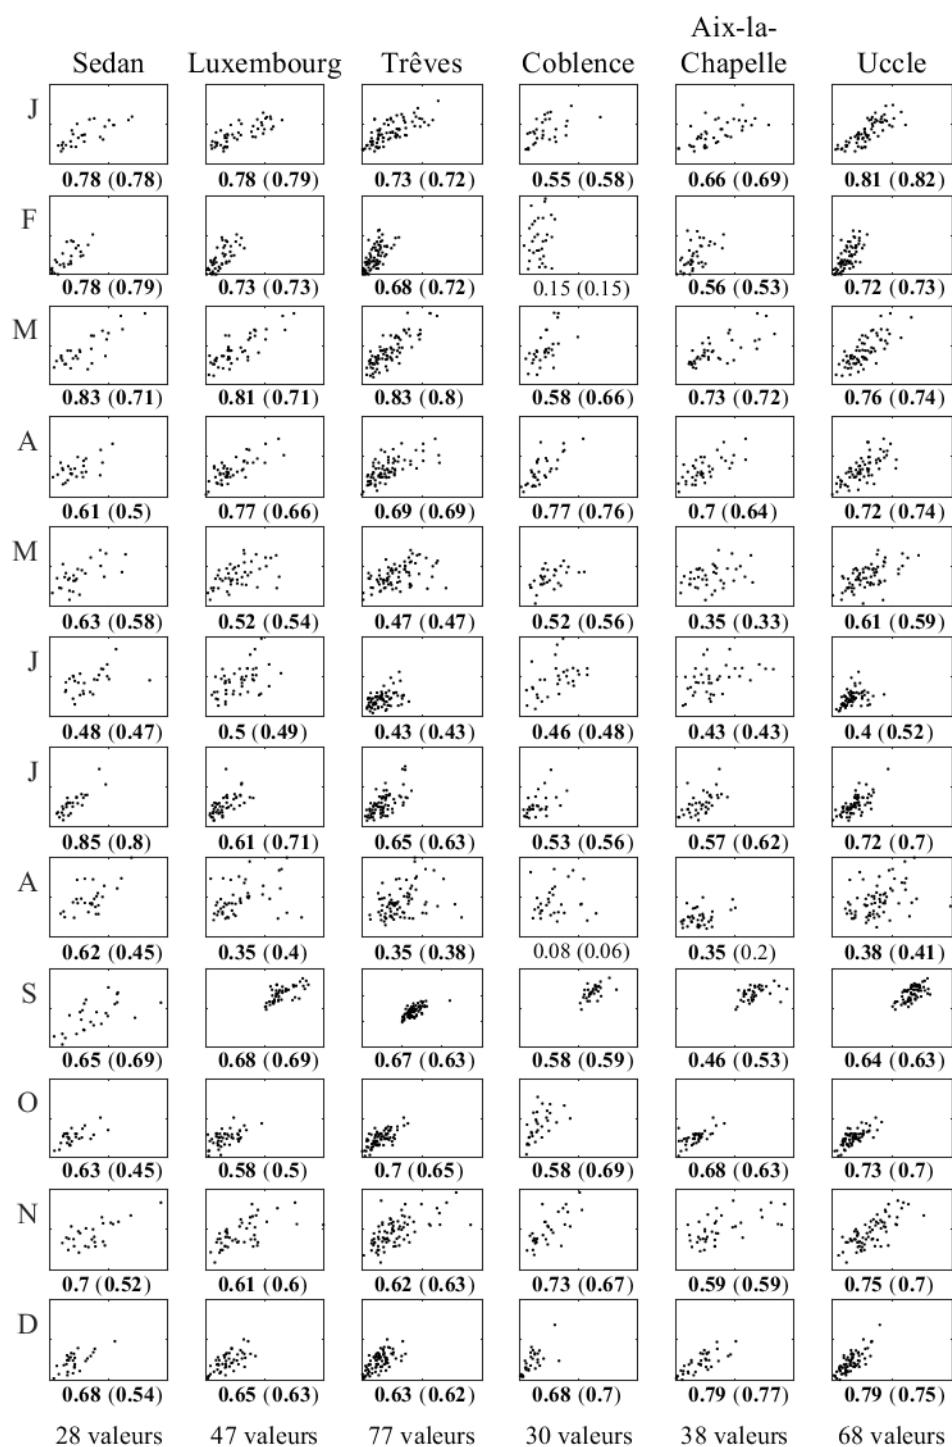 Sedan Luxembourg Trêves Coblence Aix-la-Chapelle Uccle
J
0.78 (0.78) 0.78 (0.79) 0.73 (0.72) 0.55 (0.58) 0.66 (0.69) 0.81 (0.82)
F
0.78 (0.79) 0.73 (0.73) 0.68 (0.72) 0.15 (0.15) 0.56 (0.53) 0.72 (0.73)
M
0.83 (0.71) 0.81 (0.71) 0.83 (0.8) 0.58 (0.66) 0.73 (0.72) 0.76 (0.74)
A
0.61 (0.5) 0.77 (0.66) 0.69 (0.69) 0.77 (0.76) 0.7 (0.64) 0.72 (0.74)
M
0.63 (0.58) 0.52 (0.54) 0.47 (0.47) 0.52 (0.56) 0.35 (0.33) 0.61 (0.59)
J
0.48 (0.47) 0.5 (0.49) 0.43 (0.43) 0.46 (0.48) 0.43 (0.43) 0.4 (0.52)
J
0.85 (0.8) 0.61 (0.71) 0.65 (0.63) 0.53 (0.56) 0.57 (0.62) 0.72 (0.7)
A
0.62 (0.45) 0.35 (0.4) 0.35 (0.38) 0.08 (0.06) 0.35 (0.2) 0.38 (0.41)
S
0.65 (0.69) 0.68 (0.69) 0.67 (0.63) 0.58 (0.59) 0.46 (0.53) 0.64 (0.63)
O
0.63 (0.45) 0.58 (0.5) 0.7 (0.65) 0.58 (0.69) 0.68 (0.63) 0.73 (0.7)
N
0.7 (0.52) 0.61 (0.6) 0.62 (0.63) 0.73 (0.67) 0.59 (0.59) 0.75 (0.7)
D
0.68 (0.54) 0.65 (0.63) 0.63 (0.62) 0.68 (0.7) 0.79 (0.77) 0.79 (0.75)
28 valeurs 47 valeurs 77 valeurs 30 valeurs 38 valeurs 68 valeurs